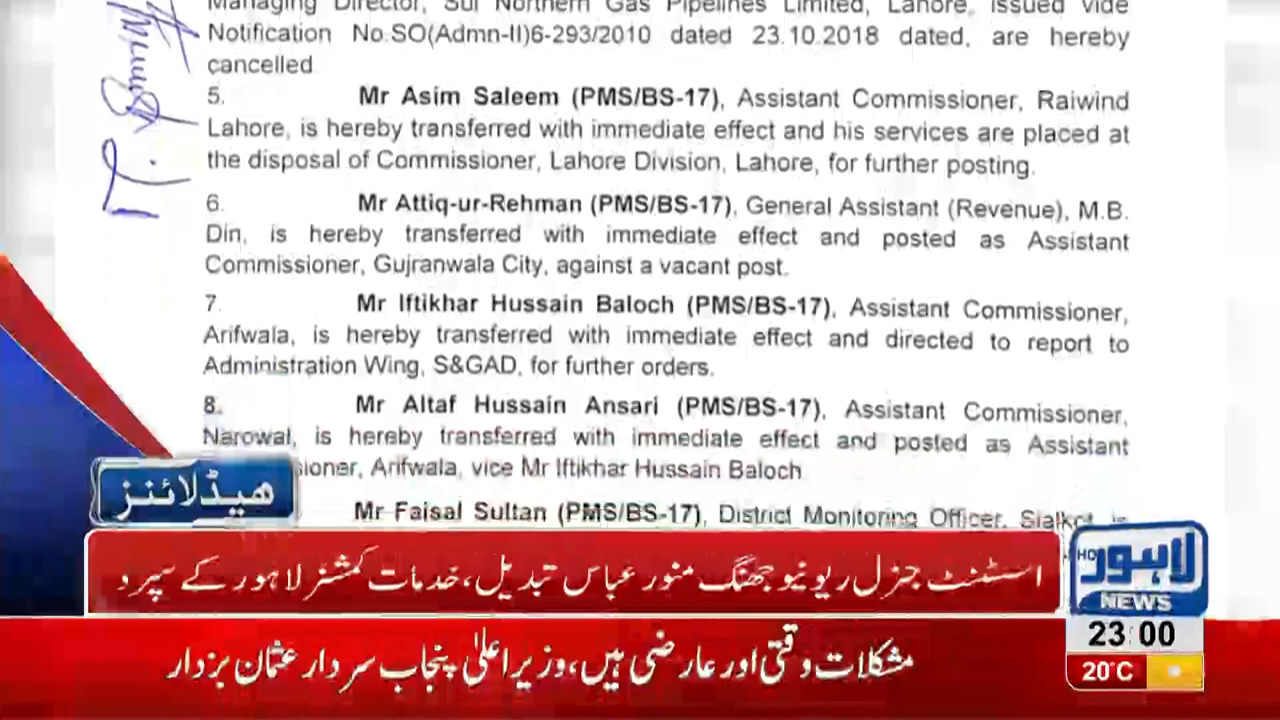 Managing Director, Sui Northern Gas Pipelines Limited, Lahore, issued vide
Notification No.SO(Admn-II)6-293/2010 dated 23.10.2018 dated, are hereby
cancelled.
5. Mr Asim Saleem (PMS/BS-17), Assistant Commissioner, Raiwind
Lahore, is hereby transferred with immediate effect and his services are placed at
the disposal of Commissioner, Lahore Division, Lahore, for further posting.
6. Mr Attiq-ur-Rehman (PMS/BS-17), General Assistant (Revenue), M.B.
Din, is hereby transferred with immediate effect and posted as Assistant
Commissioner, Gujranwala City, against a vacant post.
7. Mr Iftikhar Hussain Baloch (PMS/BS-17), Assistant Commissioner,
Arifwala, is hereby transferred with immediate effect and directed to report to
Administration Wing, S&GAD, for further orders.
8. Mr Altaf Hussain Ansari (PMS/BS-17), Assistant Commissioner,
Narowal, is hereby transferred with immediate effect and posted as Assistant
sioner, Arifwala, vice Mr Iftikhar Hussain Baloch
Mr Faisal Sultan (PMS/BS-17), District Monitoring Officer, Sialkot is
ہیڈلائنز
اسسٹنٹ جنرل ریونیو جھنگ منور عباس تبدیل، خدمات کمشنر لاہور کے سپرد
HD لاہور
NEWS
23:00
20°C
مشکلات وقتی اور عارضی ہیں، وزیراعلیٰ پنجاب سردار عثمان بزدار